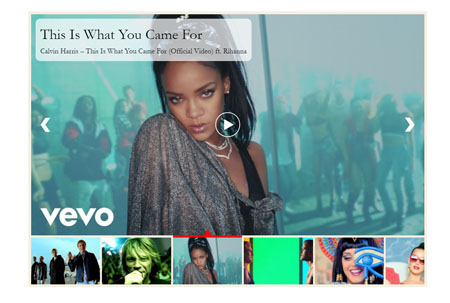 This Is What You Came For
Calvin Harris – This Is What You Came For (Official Video) ft. Rihanna
vevo